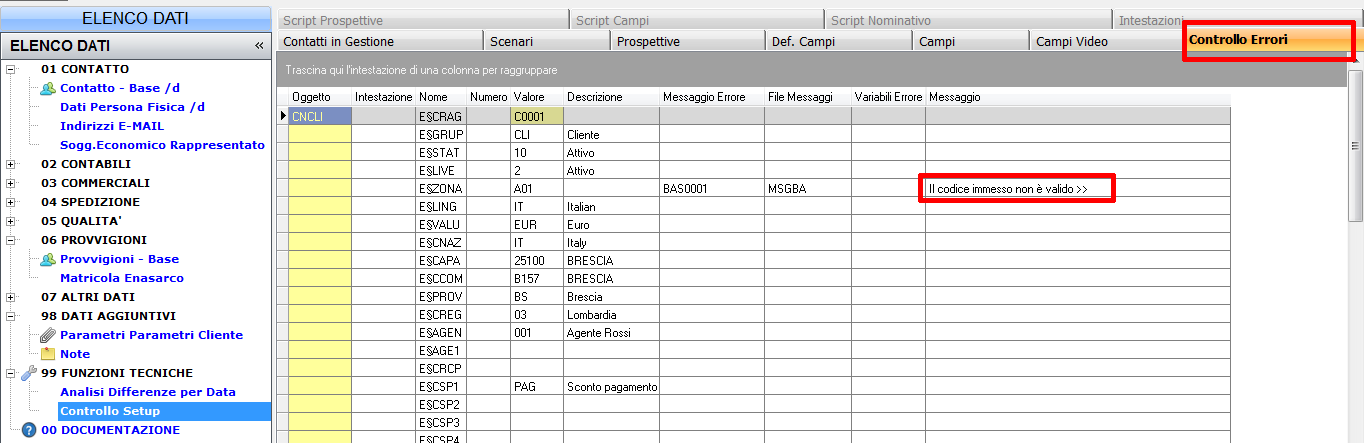 ELENCO DATI
ELENCO DATI «
01 CONTATTO
Contatto - Base /d
Dati Persona Fisica /d
Indirizzi E-MAIL
Sogg.Economico Rappresentato
02 CONTABILI
03 COMMERCIALI
04 SPEDIZIONE
05 QUALITA'
06 PROVVIGIONI
Provvigioni - Base
Matricola Enasarco
07 ALTRI DATI
98 DATI AGGIUNTIVI
Parametri Parametri Cliente
Note
99 FUNZIONI TECNICHE
Analisi Differenze per Data
Controllo Setup
00 DOCUMENTAZIONE
Script Prospettive Script Campi Script Nominativo Intestazioni
Contatti in Gestione Scenari Prospettive Def. Campi Campi Campi Video Controllo Errori
Trascina qui l'intestazione di una colonna per raggruppare
Oggetto Intestazione Nome Numero Valore Descrizione Messaggio Errore File Messaggi Variabili Errore Messaggio
CNCLI E§CRAG C0001
E§GRUP CLI Cliente
E§STAT 10 Attivo
E§LIVE 2 Attivo
E§ZONA A01 BAS0001 MSGBA Il codice immesso non è valido >>
E§LING IT Italian
E§VALU EUR Euro
E§CNAZ IT Italy
E§CAPA 25100 BRESCIA
E§CCOM B157 BRESCIA
E§PROV BS Brescia
E§CREG 03 Lombardia
E§AGEN 001 Agente Rossi
E§AGE1
E§CRCP
E§CSP1 PAG Sconto pagamento
E§CSP2
E§CSP3
E§CSP4